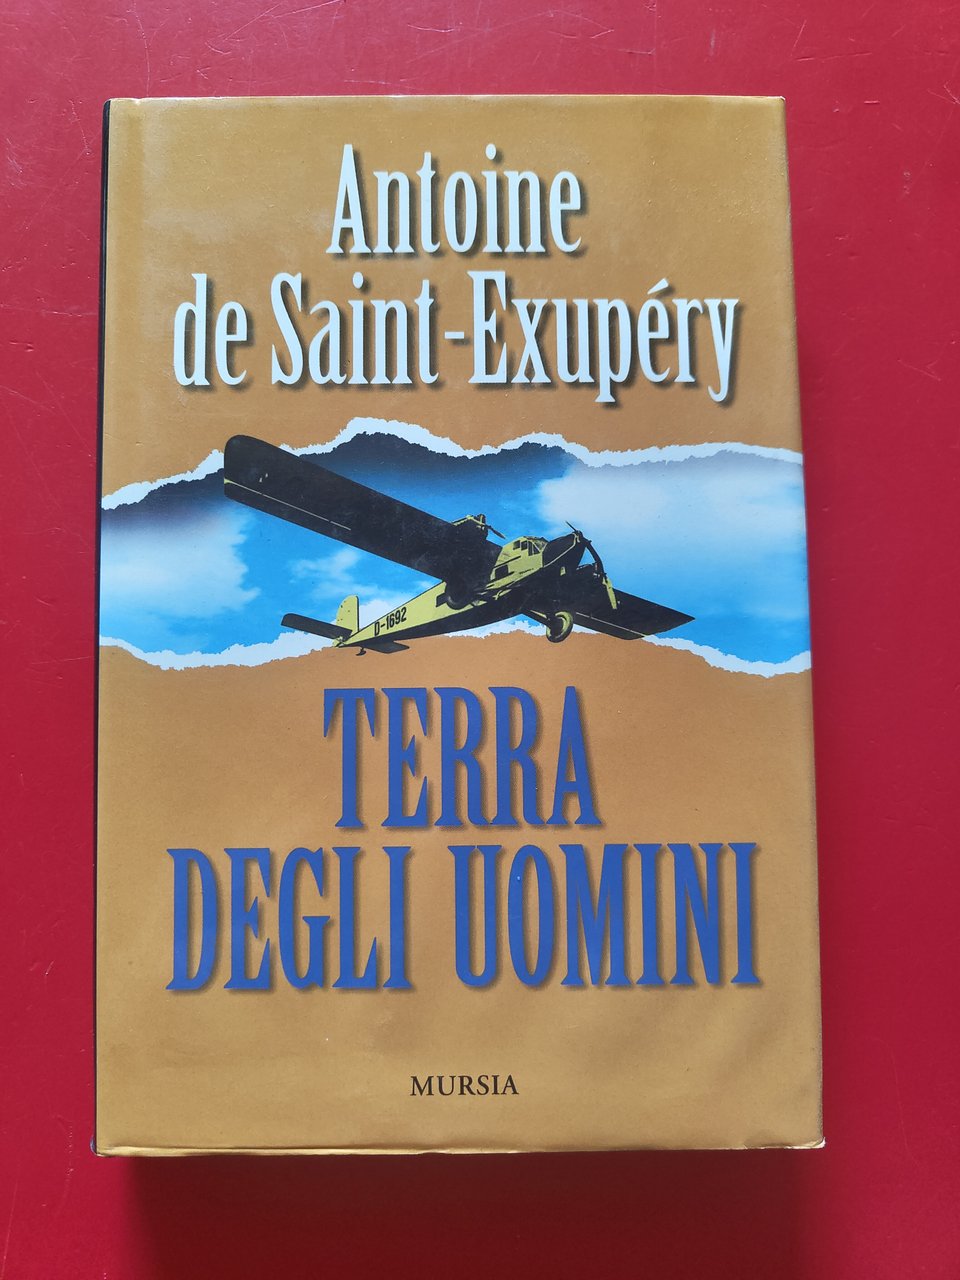 Antoine
de Saint-Exupéry
D-1692
TERRA
DEGLI UOMINI
MURSIA